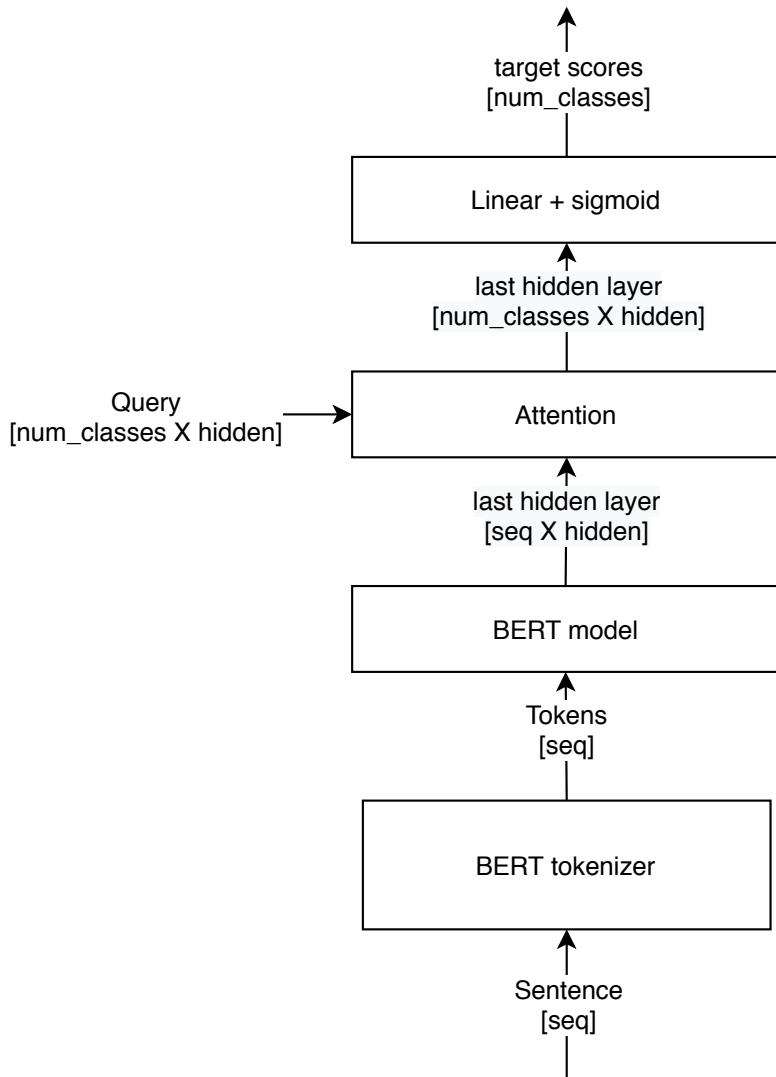 target scores
[num_classes]
Linear + sigmoid
last hidden layer
[num_classes X hidden]
Query
[num_classes X hidden]
Attention
last hidden layer
[seq X hidden]
BERT model
Tokens
[seq]
BERT tokenizer
Sentence
[seq]